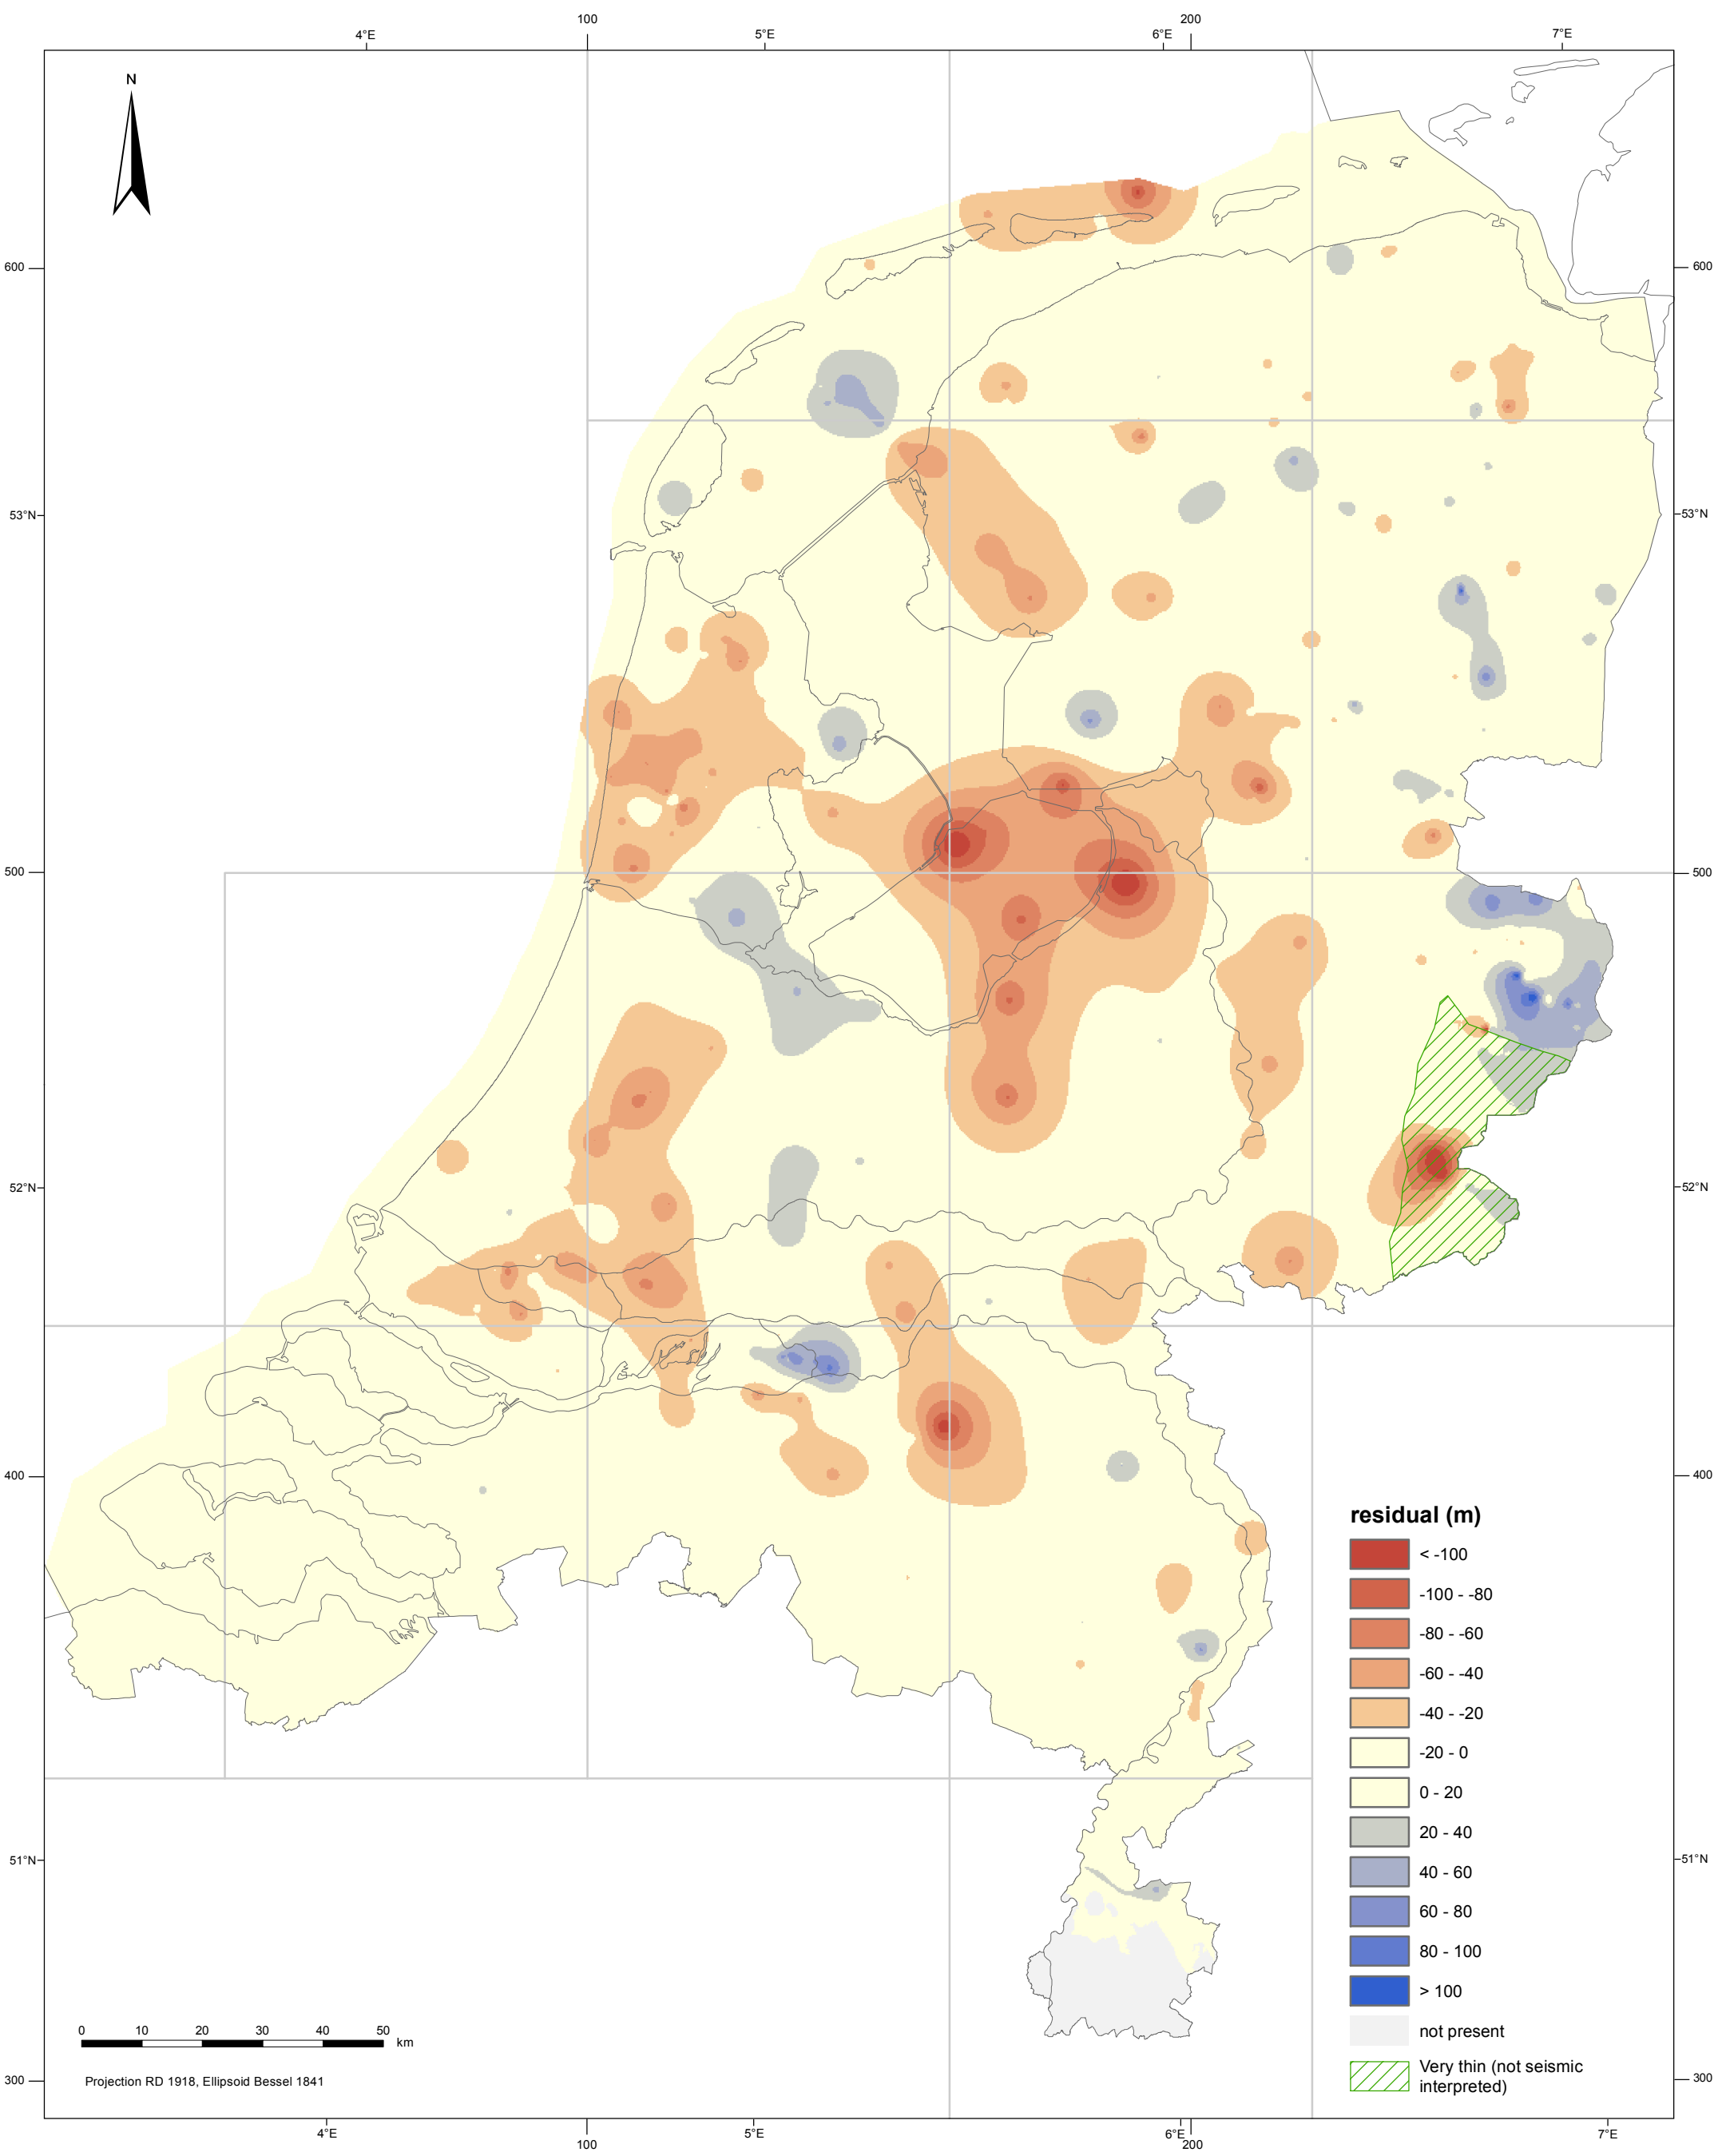 100 200
4°E 5°E 6°E 7°E
N
600 600
53°N 53°N
500 500
52°N 52°N
400 400
residual (m)
< -100
-100 - -80
-80 - -60
-60 - -40
-40 - -20
-20 - 0
0 - 20
20 - 40
40 - 60
60 - 80
80 - 100
> 100
not present
Very thin (not seismic
interpreted)
51°N 51°N
0 10 20 30 40 50
km
Projection RD 1918, Ellipsoid Bessel 1841
300 300
4°E 5°E 6°E 7°E
100 200